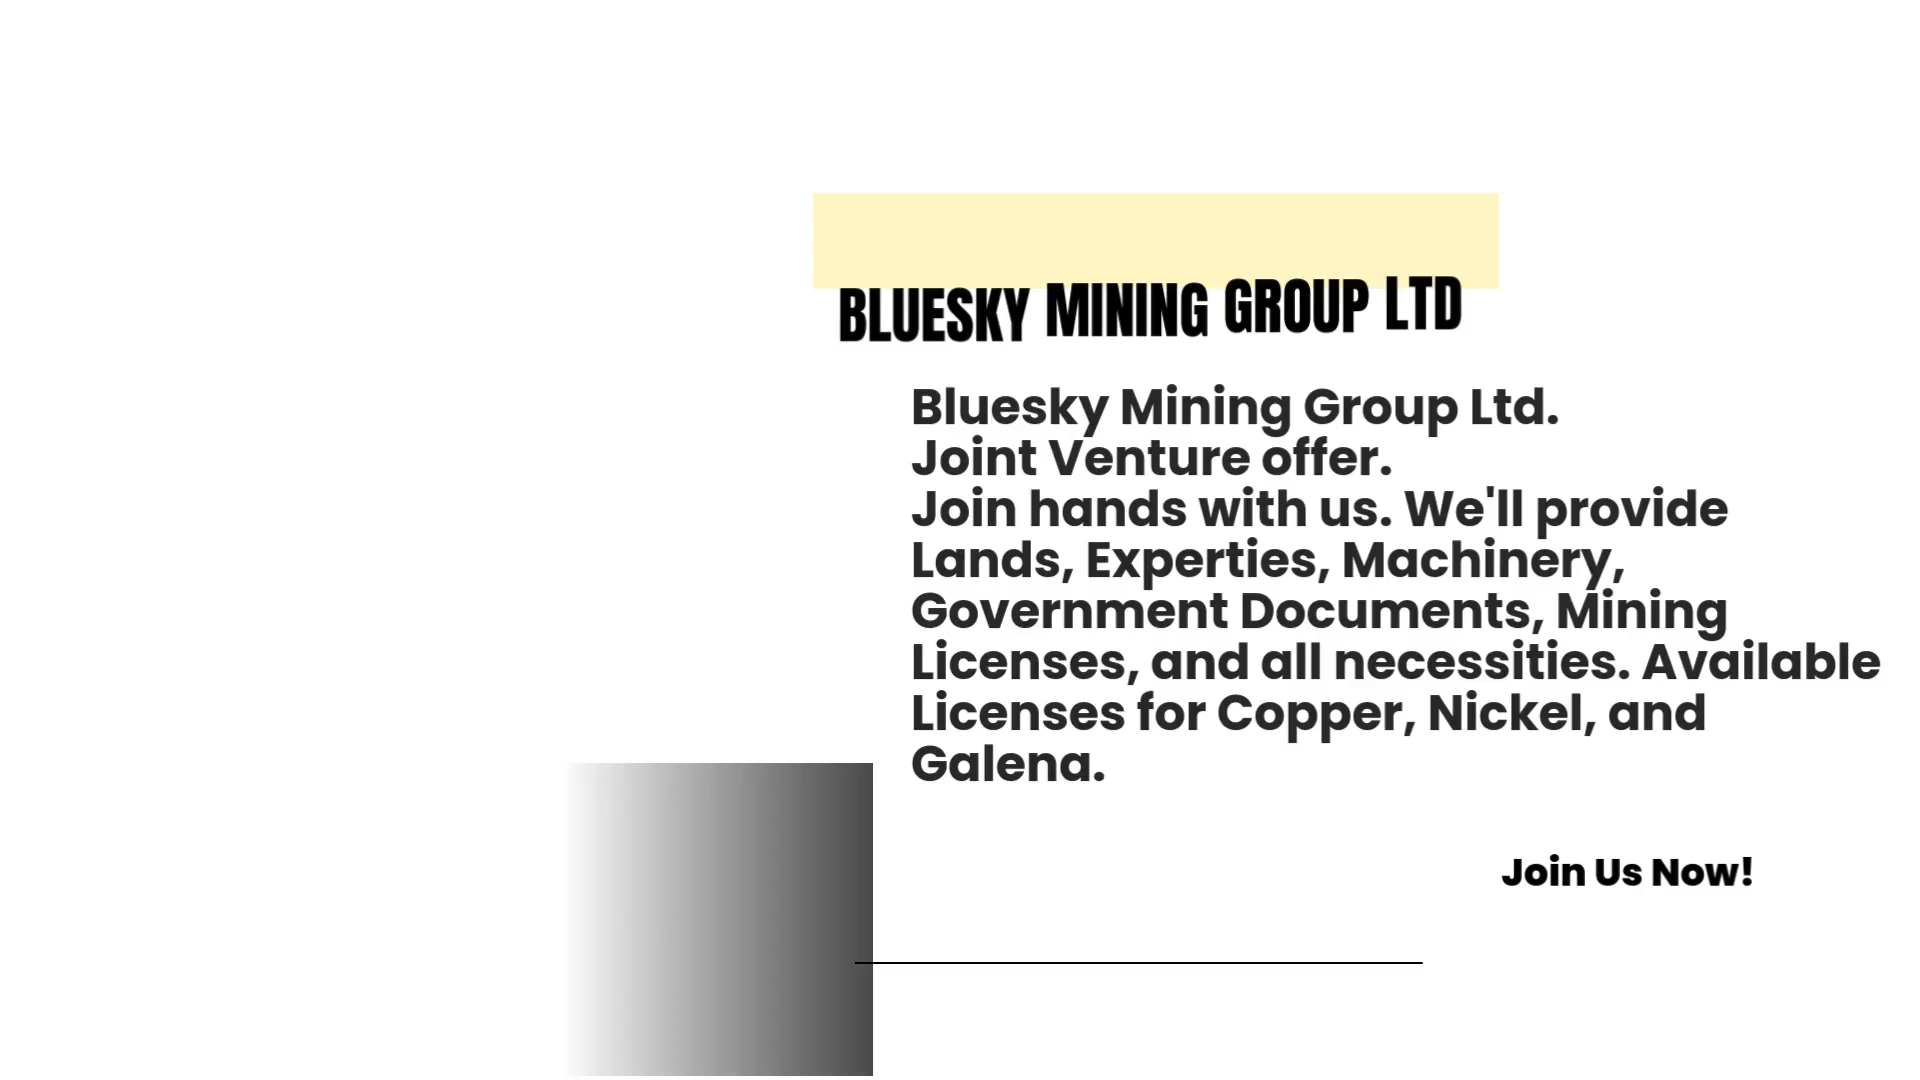 BLUESKY MINING GROUP LTD
Bluesky Mining Group Ltd.
Joint Venture offer.
Join hands with us. We'll provide
Lands, Experties, Machinery,
Government Documents, Mining
Licenses, and all necessities. Available
Licenses for Copper, Nickel, and
Galena.
Join Us Now!